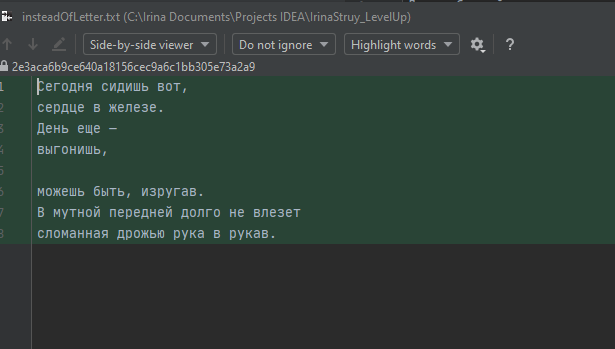 insteadOfLetter.txt (C:\Irina Documents\Projects IDEA\IrinaStruy_LevelUp)
Side-by-side viewer Do not ignore Highlight words ?
2e3aca6b9ce640a18156cec9a6c1bb305e73a2a9
1 Сегодня сидишь вот,
2 сердце в железе.
3 День еще —
4 выгонишь,
5
6 можешь быть, изругав.
7 В мутной передней долго не влезет
8 сломанная дрожью рука в рукав.